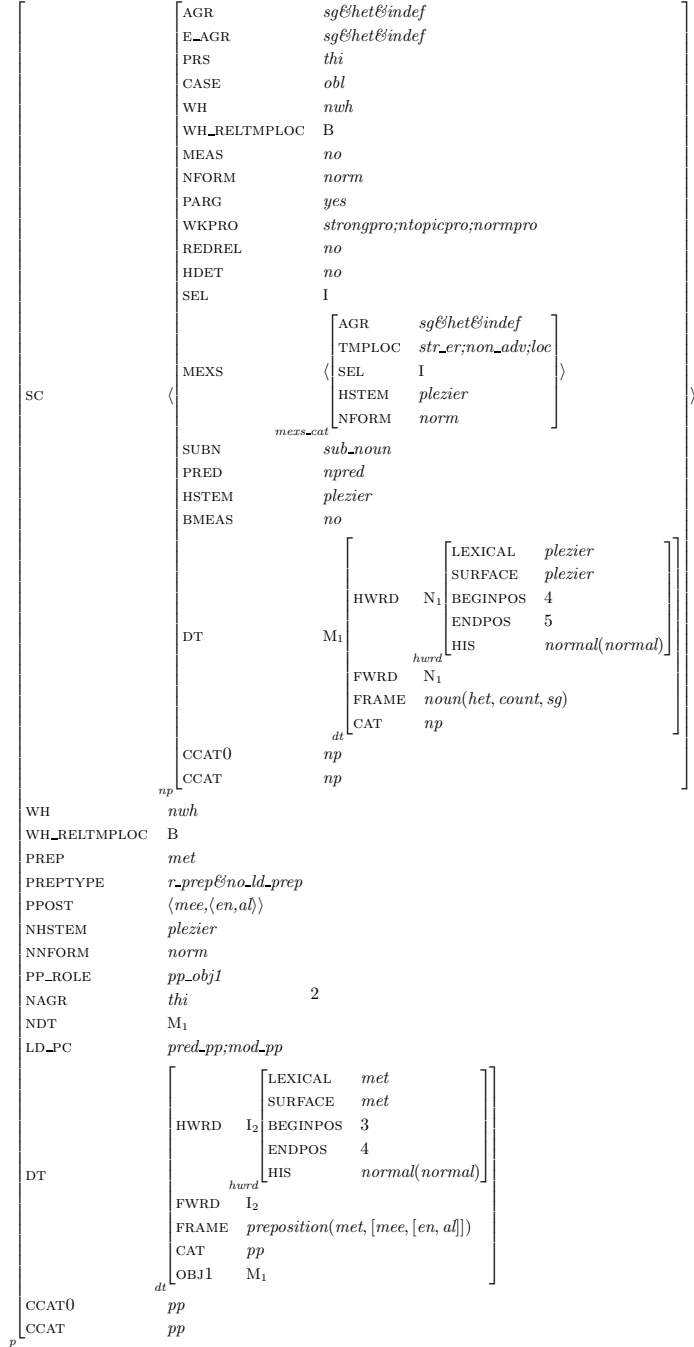 AGR sg&het&indef
E_AGR sg&het&indef
PRS thi
CASE obl
WH nwh
WH_RELTMPLOC B
MEAS no
NFORM norm
PARG yes
WKPRO strongpro;ntopicpro;normpro
REDREL no
HDET no
SEL I
AGR sg&het&indef
TMPLOC str_er;non_adv;loc
MEXS ⟨ SEL I ⟩
SC ⟨ HSTEM plezier ⟩
NFORM norm
mexs_cat
SUBN sub_noun
PRED npred
HSTEM plezier
BMEAS no
LEXICAL plezier
SURFACE plezier
HWRD N1 BEGINPOS 4
ENDPOS 5
DT M1 HIS normal(normal)
hwrd
FWRD N1
FRAME noun(het, count, sg)
CAT np
dt
CCAT0 np
CCAT np
np
WH nwh
WH_RELTMPLOC B
PREP met
PREPTYPE r_prep&no_ld_prep
PPOST ⟨mee,⟨en,al⟩⟩
NHSTEM plezier
NNFORM norm
PP_ROLE pp_obj1
NAGR thi 2
NDT M1
LD_PC pred_pp;mod_pp
LEXICAL met
SURFACE met
HWRD I2 BEGINPOS 3
ENDPOS 4
DT HIS normal(normal)
hwrd
FWRD I2
FRAME preposition(met, [mee, [en, al]])
CAT pp
OBJ1 M1
dt
CCAT0 pp
CCAT pp
p